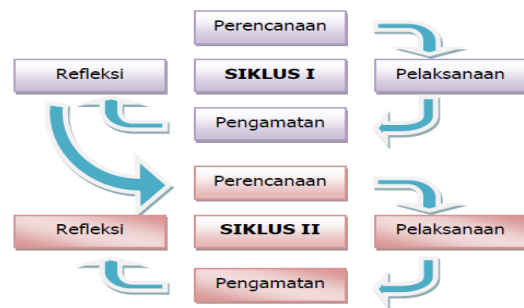 Perencanaan
Refleksi
SIKLUS I
Pelaksanaan
Pengamatan
Perencanaan
Refleksi
SIKLUS II
Pelaksanaan
Pengamatan